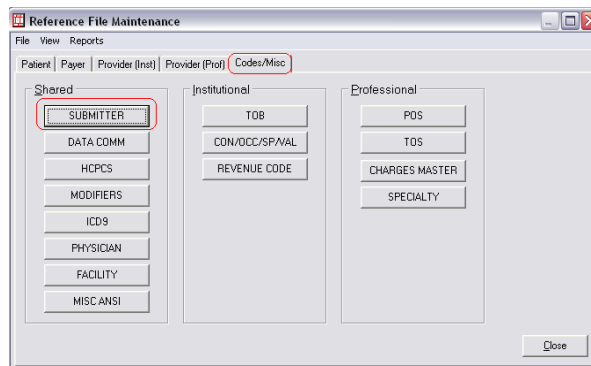 Reference File Maintenance
File View Reports
Patient Payer Provider (Inst) Provider (Prof) Codes/Misc
Shared
SUBMITTER
DATA COMM
HCPCS
MODIFIERS
ICD9
PHYSICIAN
FACILITY
MISC ANSI
Institutional
TOB
CON/OCC/SP/VAL
REVENUE CODE
Professional
POS
TOS
CHARGES MASTER
SPECIALTY
Close